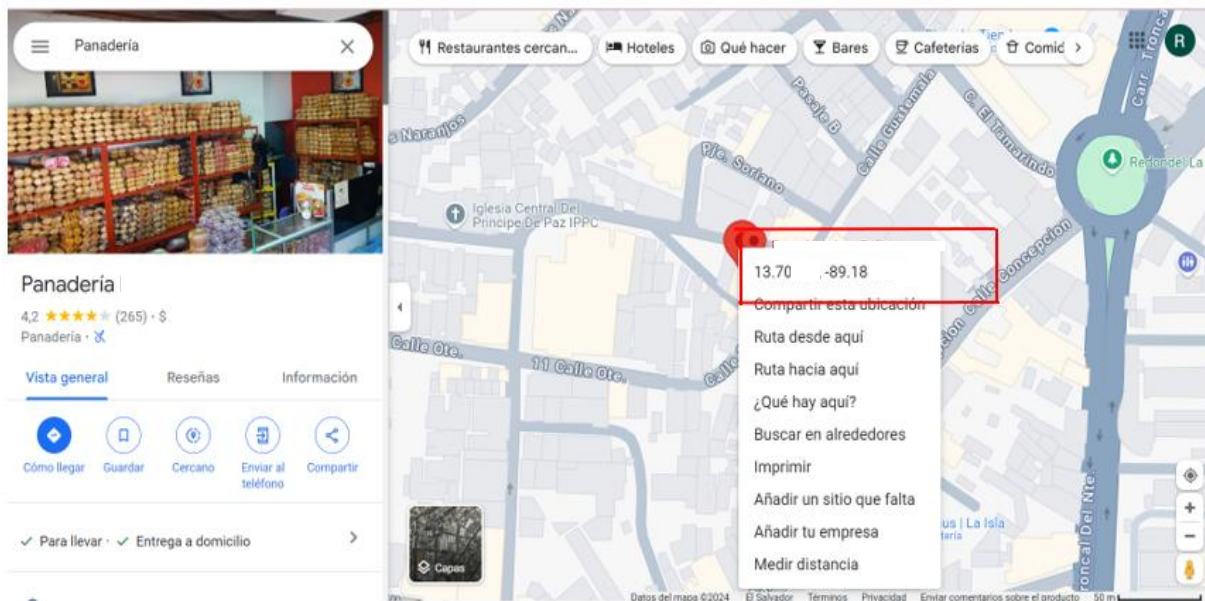 Panadería
Restaurantes cercan...
Hoteles
Qué hacer
Bares
Cafeterías
Comid
R
Panadería
4,2 (265) · $
Panadería
Vista general
Reseñas
Información
Cómo llegar
Guardar
Cercano
Enviar al
teléfono
Compartir
Para llevar · Entrega a domicilio
s Naranjos
Pje. Soriano
Pasaje B
Calle Guatemala
C. El Tamarindo
Carr. Troncal
Redondel La
Iglesia Central Del
Principe De Paz IPPC
Calle Concepcion
Calle Ote.
11 Calle Ote.
Calle
13.70 , -89.18
Compartir esta ubicación
Ruta desde aquí
Ruta hacia aquí
¿Qué hay aquí?
Buscar en alrededores
Imprimir
Añadir un sitio que falta
Añadir tu empresa
Medir distancia
us | La Isla
roncal Del Nte.
Capas
Datos del mapa ©2024
El Salvador
Términos
Privacidad
Enviar comentarios sobre el producto
50 m